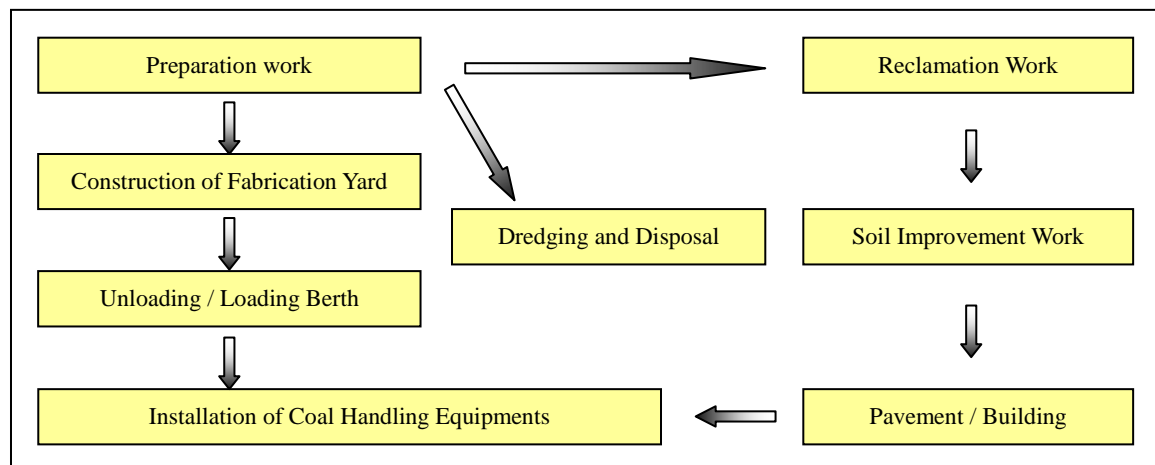 Preparation work
Reclamation Work
Construction of Fabrication Yard
Dredging and Disposal
Soil Improvement Work
Unloading / Loading Berth
Installation of Coal Handling Equipments
Pavement / Building